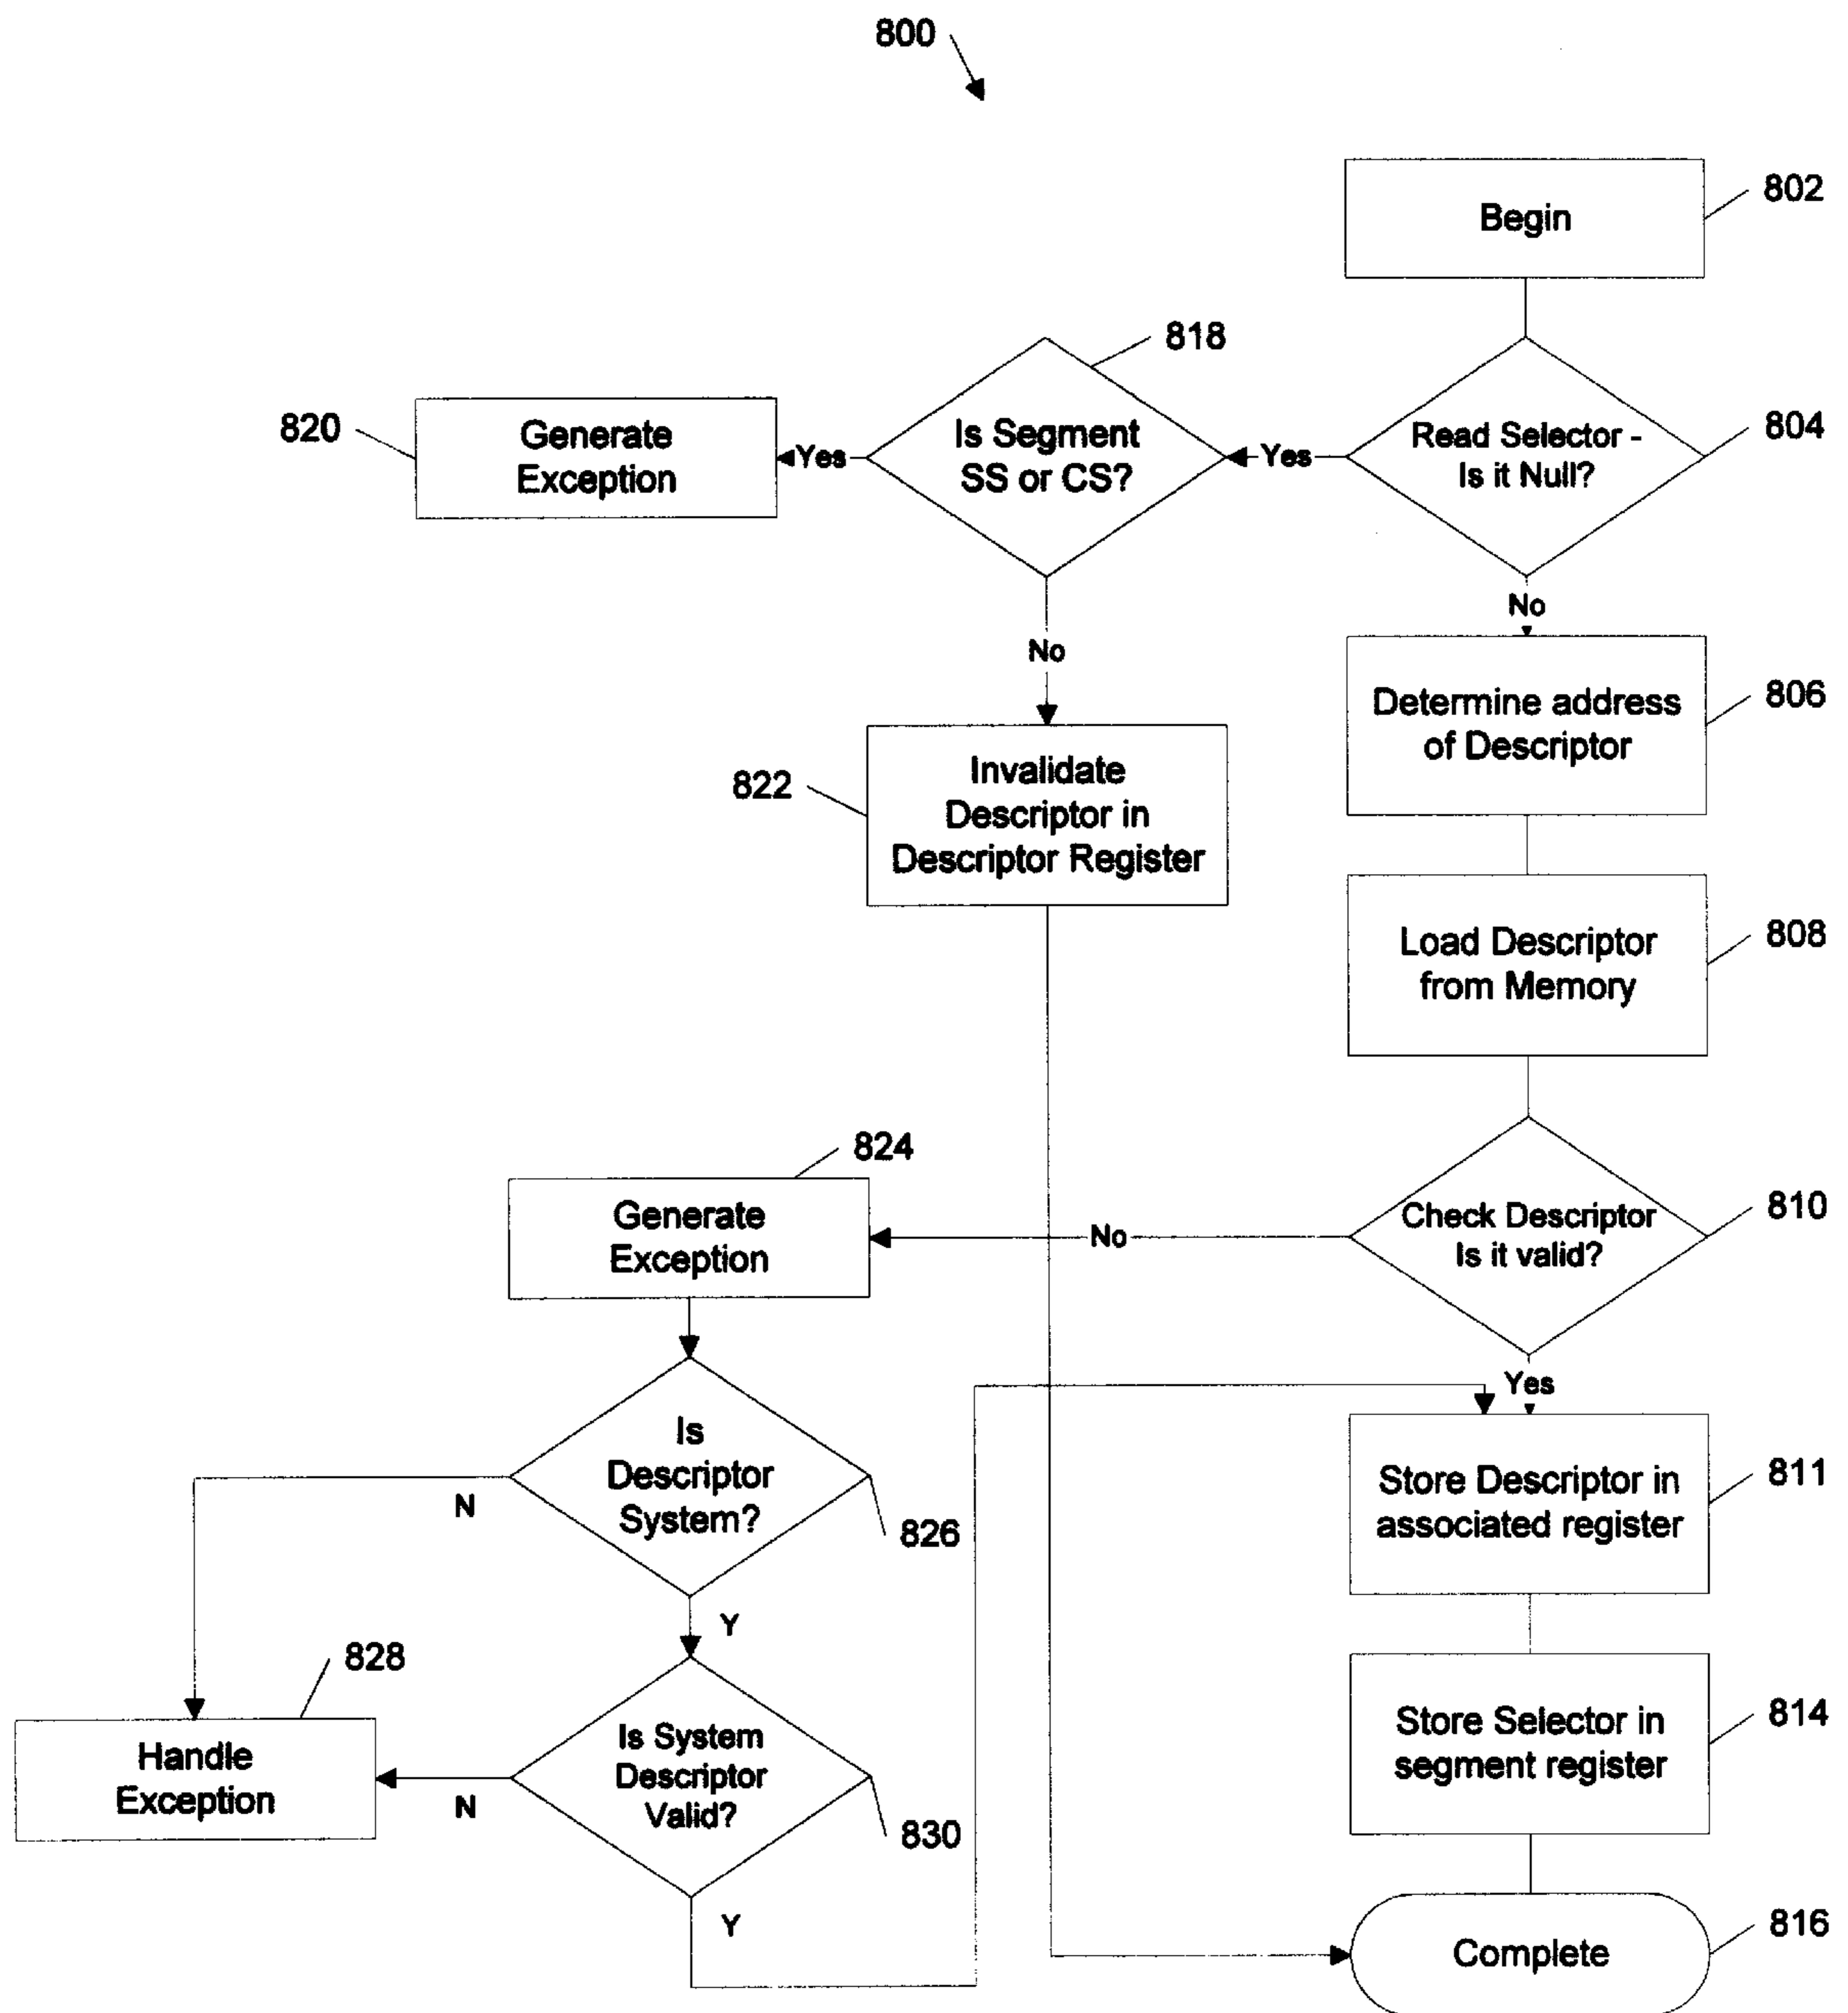 800
802
Begin
818
820
Generate
Exception
Yes
Is Segment
SS or CS?
Yes
Read Selector -
Is it Null?
804
No
No
Determine address
of Descriptor
806
822
Invalidate
Descriptor in
Descriptor Register
Load Descriptor
from Memory
808
824
Generate
Exception
No
Check Descriptor
Is it valid?
810
Yes
Is
Descriptor
System?
N
826
Store Descriptor in
associated register
811
Y
828
Handle
Exception
N
Is System
Descriptor
Valid?
830
Store Selector in
segment register
814
Y
Complete
816